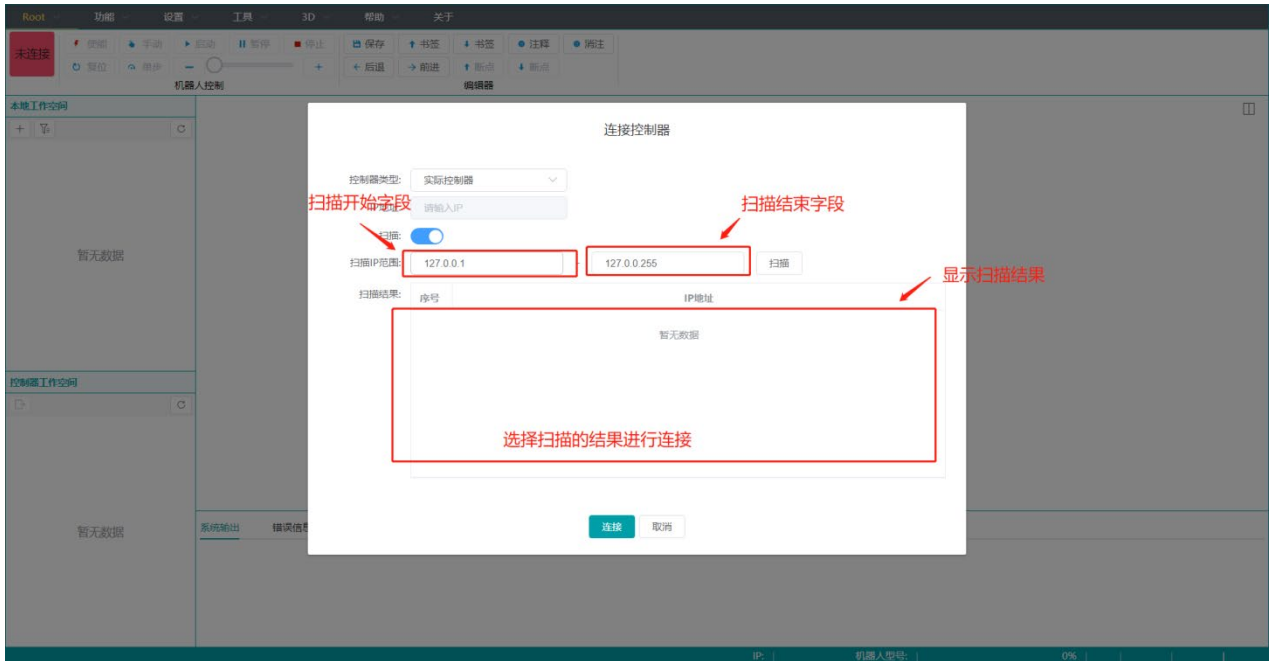 Root 功能 设置 工具 3D 帮助 关于
未连接
使能 手动 启动 暂停 停止 保存 书签 书签 注释 消注
复位 单步 后退 前进 断点 断点
机器人控制 编辑器
本地工作空间
连接控制器
控制器类型: 实际控制器
扫描开始字段 扫描结束字段
IP地址: 请输入IP
扫描:
暂无数据
扫描IP范围: 127.0.0.1 - 127.0.0.255 扫描
显示扫描结果
扫描结果: 序号 IP地址
暂无数据
控制器工作空间
选择扫描的结果进行连接
暂无数据
系统输出 错误信息
连接 取消
IP: 机器人型号: 0%